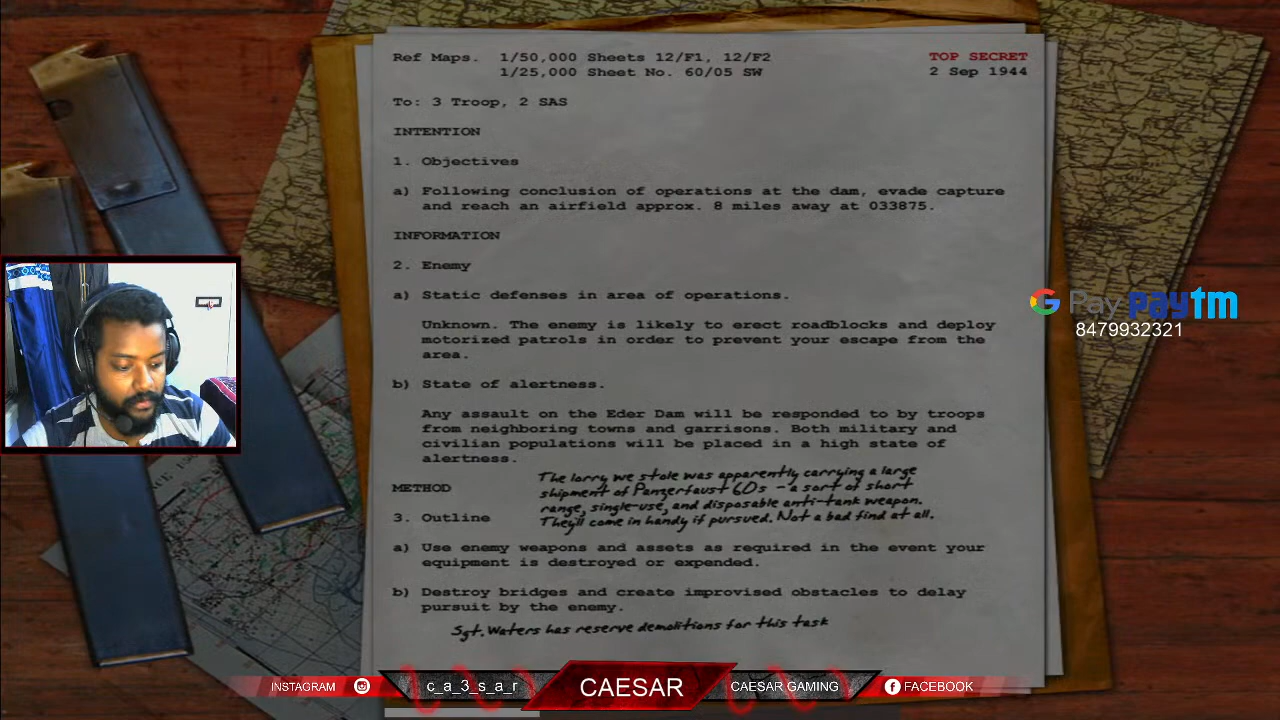 Ref Maps. 1/50,000 Sheets 12/F1, 12/F2
1/25,000 Sheet No. 60/05 SW
TOP SECRET
2 Sep 1944
To: 3 Troop, 2 SAS
INTENTION
1. Objectives
a) Following conclusion of operations at the dam, evade capture
and reach an airfield approx. 8 miles away at 033875.
INFORMATION
2. Enemy
a) Static defenses in area of operations.
Unknown. The enemy is likely to erect roadblocks and deploy
motorized patrols in order to prevent your escape from the
area.
b) State of alertness.
Any assault on the Eder Dam will be responded to by troops
from neighboring towns and garrisons. Both military and
civilian populations will be placed in a high state of
alertness.
The lorry we stole was apparently carrying a large
shipment of Panzerfaust 60s - a sort of short
range, single-use, and disposable anti-tank weapon.
They'll come in handy if pursued. Not a bad find at all.
METHOD
3. Outline
a) Use enemy weapons and assets as required in the event your
equipment is destroyed or expended.
b) Destroy bridges and create improvised obstacles to delay
pursuit by the enemy.
Sgt. Waters has reserve demolitions for this task
G Pay paytm
8479932321
INSTAGRAM
c_a_3_s_a_r
CAESAR
CAESAR GAMING
FACEBOOK